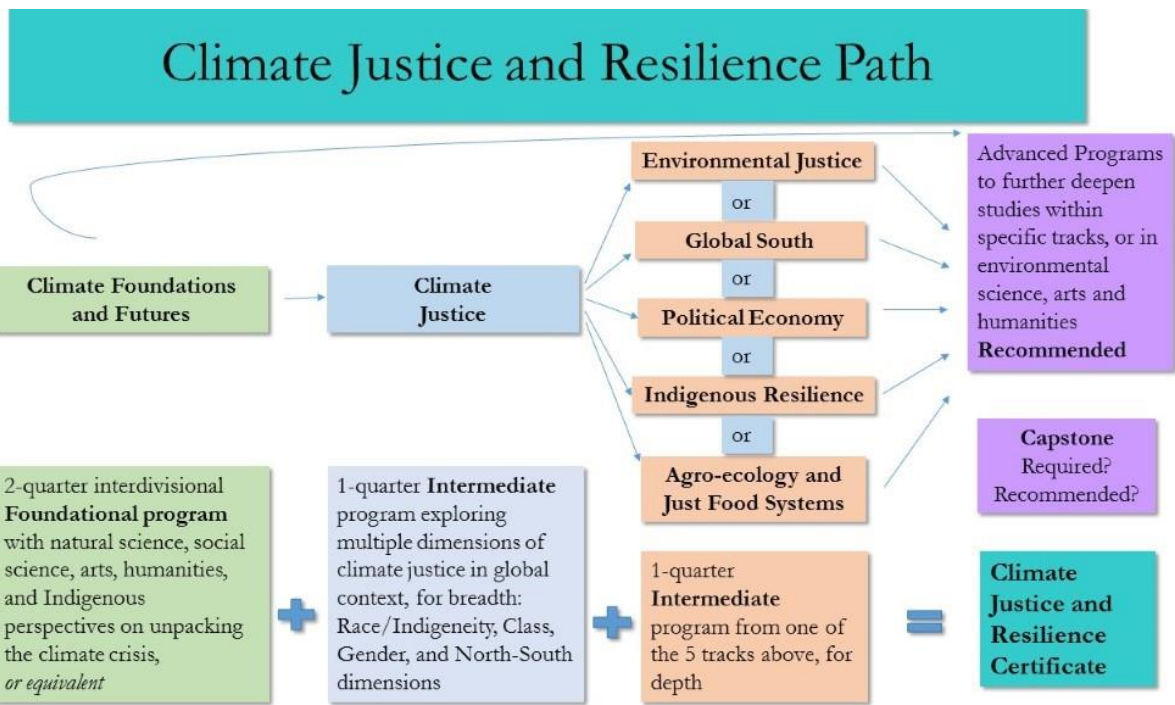 Climate Justice and Resilience Path
Climate Foundations
and Futures
Climate
Justice
Environmental Justice
or
Global South
or
Political Economy
or
Indigenous Resilience
or
Agro-ecology and
Just Food Systems
Advanced Programs
to further deepen
studies within
specific tracks, or in
environmental
science, arts and
humanities
Recommended
Capstone
Required?
Recommended?
2-quarter interdivisional
Foundational program
with natural science, social
science, arts, humanities,
and Indigenous
perspectives on unpacking
the climate crisis,
or equivalent
1-quarter Intermediate
program exploring
multiple dimensions of
climate justice in global
context, for breadth:
Race/Indigeneity, Class,
Gender, and North-South
dimensions
1-quarter
Intermediate
program from one of
the 5 tracks above, for
depth
Climate
Justice and
Resilience
Certificate